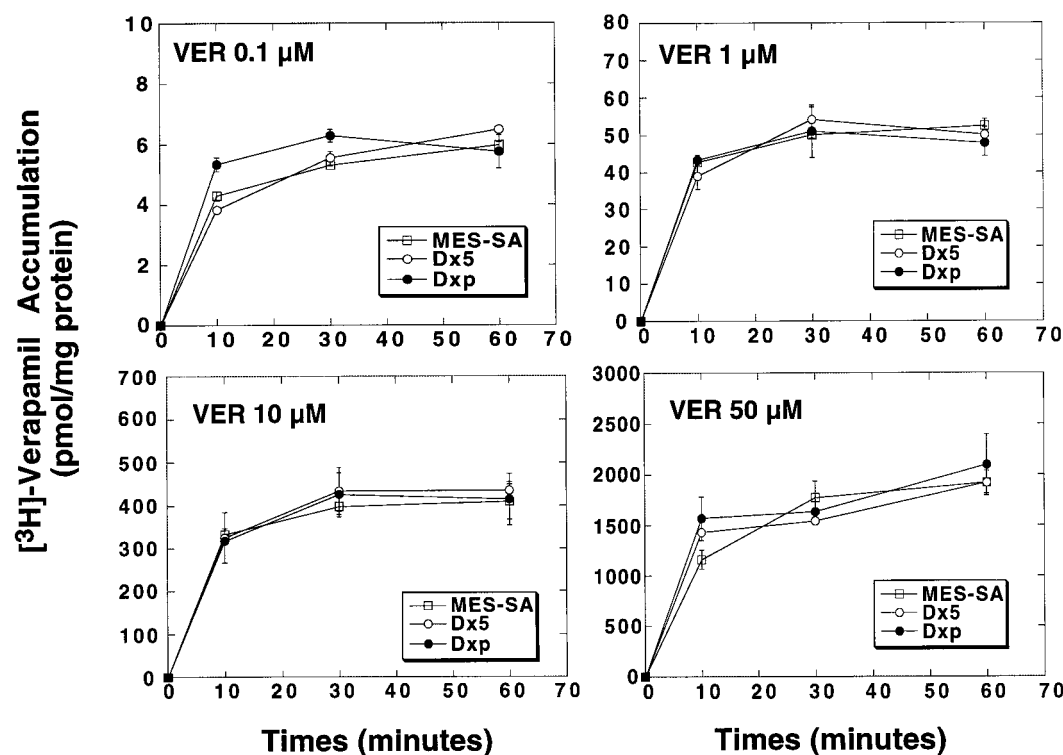 [³H]-Verapamil Accumulation
(pmol/mg protein)
VER 0.1 µM
10
8
6
4
2
0
0 10 20 30 40 50 60 70
MES-SA
Dx5
Dxp
VER 1 µM
80
70
60
50
40
30
20
10
0
0 10 20 30 40 50 60 70
MES-SA
Dx5
Dxp
VER 10 µM
700
600
500
400
300
200
100
0
0 10 20 30 40 50 60 70
MES-SA
Dx5
Dxp
VER 50 µM
3000
2500
2000
1500
1000
500
0
0 10 20 30 40 50 60 70
MES-SA
Dx5
Dxp
Times (minutes)
Times (minutes)